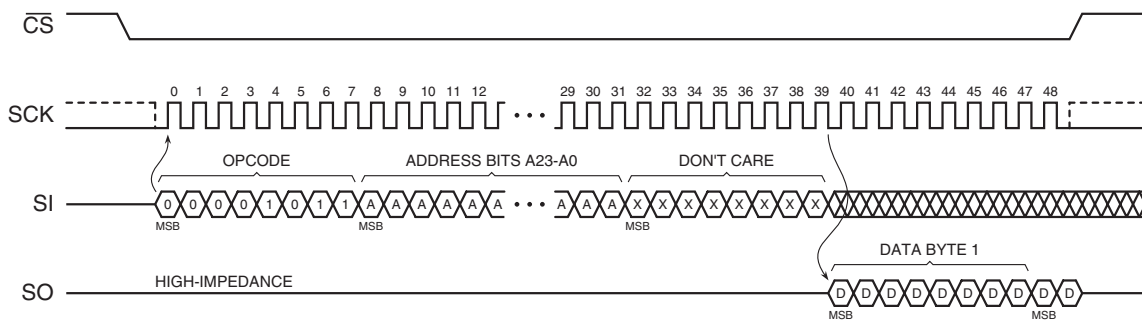 CS
SCK
0 1 2 3 4 5 6 7 8 9 10 11 12 29 30 31 32 33 34 35 36 37 38 39 40 41 42 43 44 45 46 47 48
OPCODE ADDRESS BITS A23-A0 DON'T CARE
SI 0 0 0 0 1 0 1 1 A A A A A A A A A X X X X X X X X
MSB MSB MSB
DATA BYTE 1
SO HIGH-IMPEDANCE D D D D D D D D D D
MSB MSB